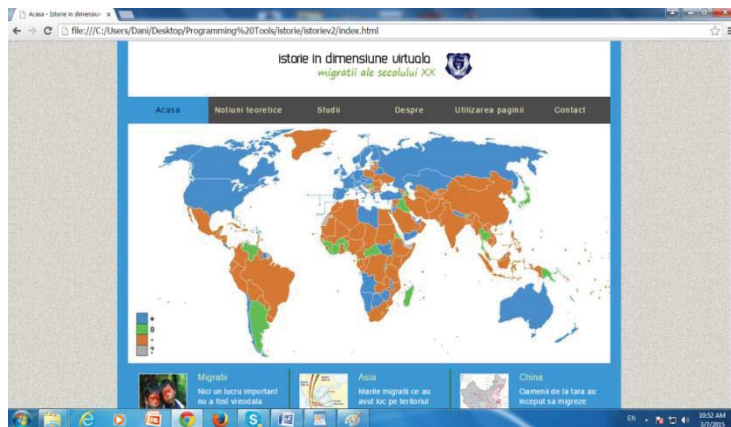 Acasa - Istorie in dimensiun
file:///C:/Users/Dani/Desktop/Programming%20Tools/istorie/istoriev2/index.html
istorie in dimensiune virtuala
migratii ale secolului XX
Acasa Notiuni teoretice Studii Despre Utilizarea paginii Contact
+
0
-
?
Migratii
Nici un lucru important
nu a fost vreodata
Asia
Marile migratii ce au
avut loc pe teritoriul
China
Oamenii de la tara au
inceput sa migreze
EN
10:52 AM
3/7/2015